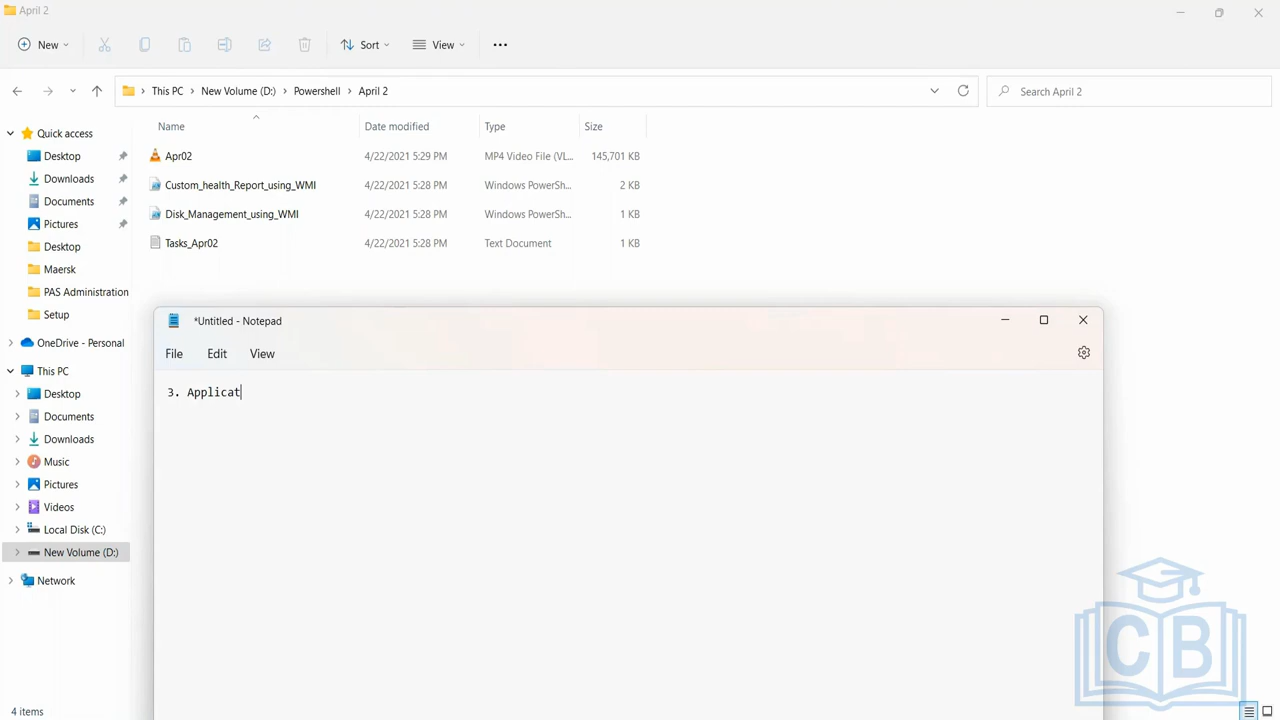 April 2
New
Sort
View
This PC
New Volume (D:)
Powershell
April 2
Search April 2
Name
Date modified
Type
Size
Apr02
4/22/2021 5:29 PM
MP4 Video File (VL...
145,701 KB
Custom_health_Report_using_WMI
4/22/2021 5:28 PM
Windows PowerSh...
2 KB
Disk_Management_using_WMI
4/22/2021 5:28 PM
Windows PowerSh...
1 KB
Tasks_Apr02
4/22/2021 5:28 PM
Text Document
1 KB
Quick access
Desktop
Downloads
Documents
Pictures
Desktop
Maersk
PAS Administration
Setup
OneDrive - Personal
This PC
Desktop
Documents
Downloads
Music
Pictures
Videos
Local Disk (C:)
New Volume (D:)
Network
*Untitled - Notepad
File
Edit
View
3. Applicat
CB
4 items